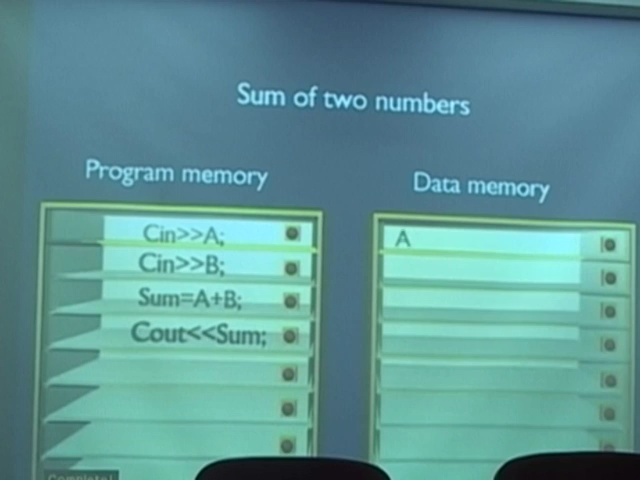 Sum of two numbers
Program memory
Data memory
Cin>>A;
Cin>>B;
Sum=A+B;
Cout<<Sum;
A